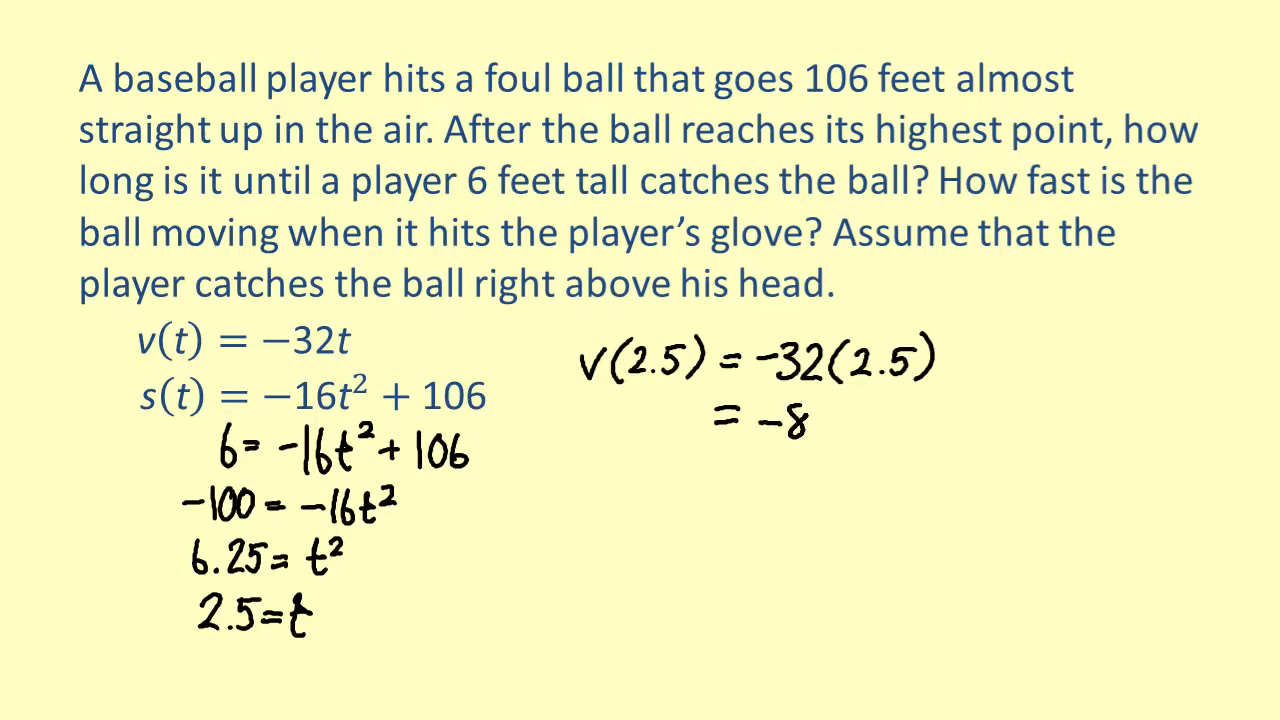 A baseball player hits a foul ball that goes 106 feet almost
straight up in the air. After the ball reaches its highest point, how
long is it until a player 6 feet tall catches the ball? How fast is the
ball moving when it hits the player’s glove? Assume that the
player catches the ball right above his head.
v(t) = −32t
s(t) = −16t² + 106
6 = -16t² + 106
-100 = -16t²
6.25 = t²
2.5 = t
v(2.5) = -32(2.5)
= -8